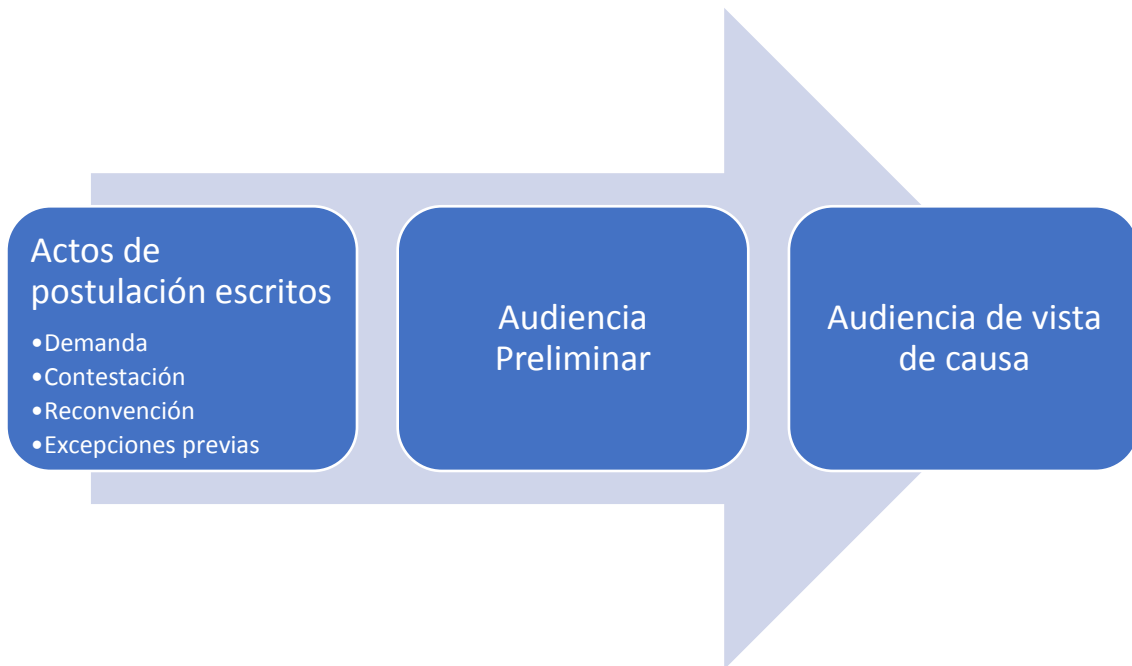 Actos de
postulación escritos
•Demanda
•Contestación
•Reconvención
•Excepciones previas
Audiencia
Preliminar
Audiencia de vista
de causa